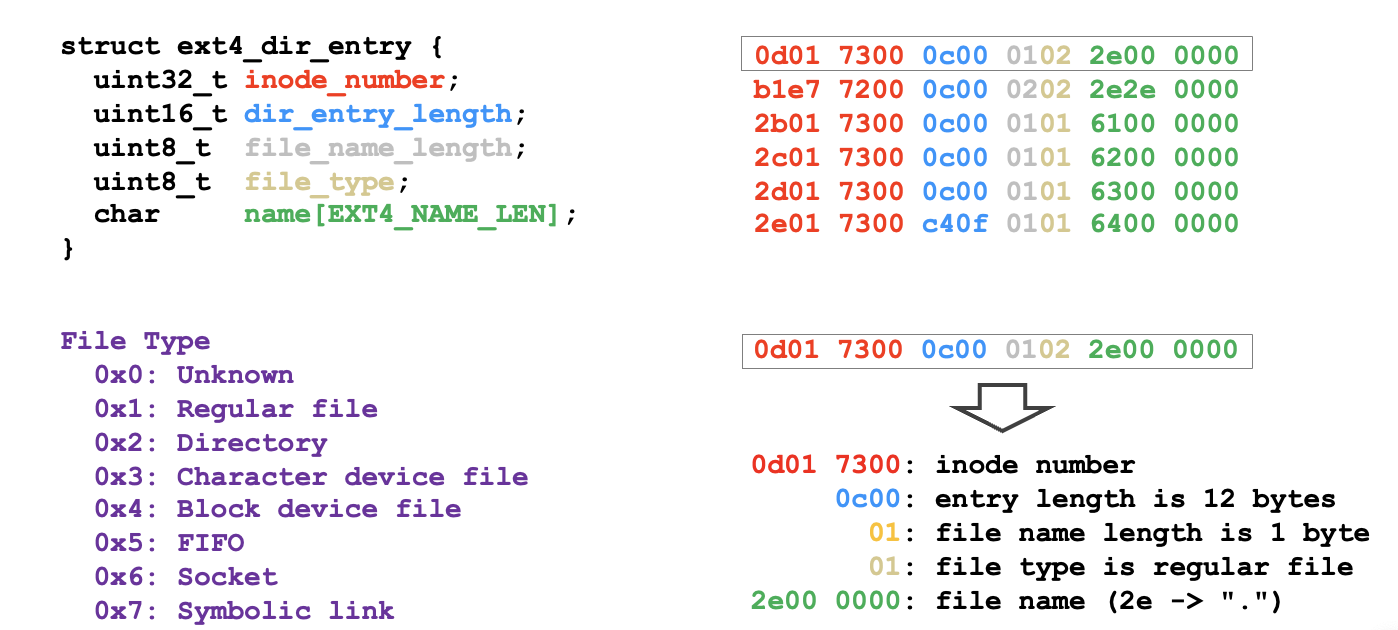 struct ext4_dir_entry {
  uint32_t inode_number;
  uint16_t dir_entry_length;
  uint8_t  file_name_length;
  uint8_t  file_type;
  char     name[EXT4_NAME_LEN];
}
0d01 7300 0c00 0102 2e00 0000
b1e7 7200 0c00 0202 2e2e 0000
2b01 7300 0c00 0101 6100 0000
2c01 7300 0c00 0101 6200 0000
2d01 7300 0c00 0101 6300 0000
2e01 7300 c40f 0101 6400 0000
File Type
  0x0: Unknown
  0x1: Regular file
  0x2: Directory
  0x3: Character device file
  0x4: Block device file
  0x5: FIFO
  0x6: Socket
  0x7: Symbolic link
0d01 7300 0c00 0102 2e00 0000
0d01 7300: inode number
0c00: entry length is 12 bytes
01: file name length is 1 byte
01: file type is regular file
2e00 0000: file name (2e -> ".")